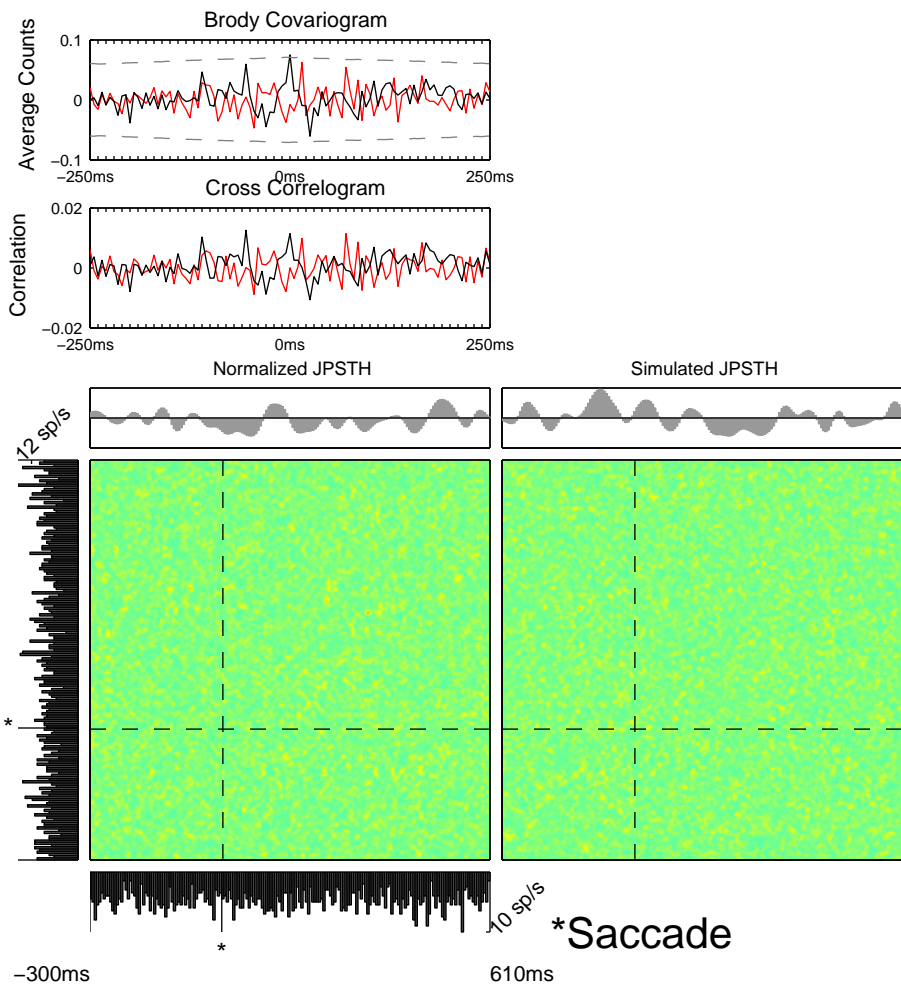 Brody Covariogram
0.1
0
−0.1
Average Counts
−250ms
0ms
250ms
Cross Correlogram
0.02
0
−0.02
Correlation
−250ms
0ms
250ms
Normalized JPSTH
Simulated JPSTH
12 sp/s
*
10 sp/s
*
*Saccade
−300ms
610ms